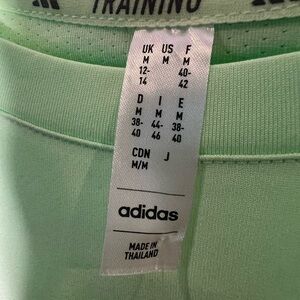 TRAINING
UK US F
M M M
12- 40-
14 42
D I E
M M M
38- 44- 38-
40 46 40
CDN J
M/M
adidas
MADE IN
THAILAND